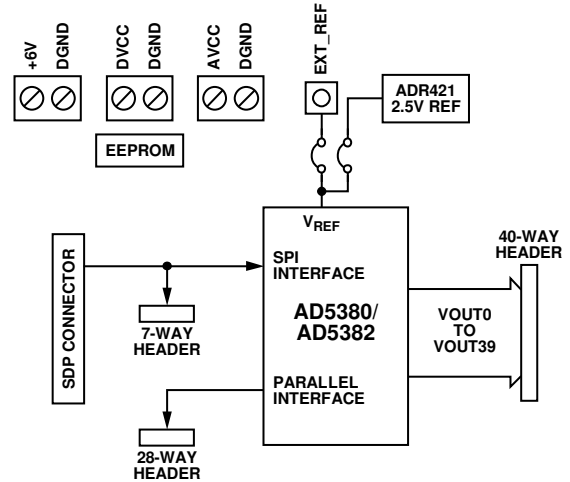 +6V
DGND
DVCC
DGND
AVCC
DGND
EXT_REF
ADR421
2.5V REF
EEPROM
VREF
SDP CONNECTOR
SPI
INTERFACE
7-WAY
HEADER
AD5380/
AD5382
PARALLEL
INTERFACE
28-WAY
HEADER
VOUT0
TO
VOUT39
40-WAY
HEADER